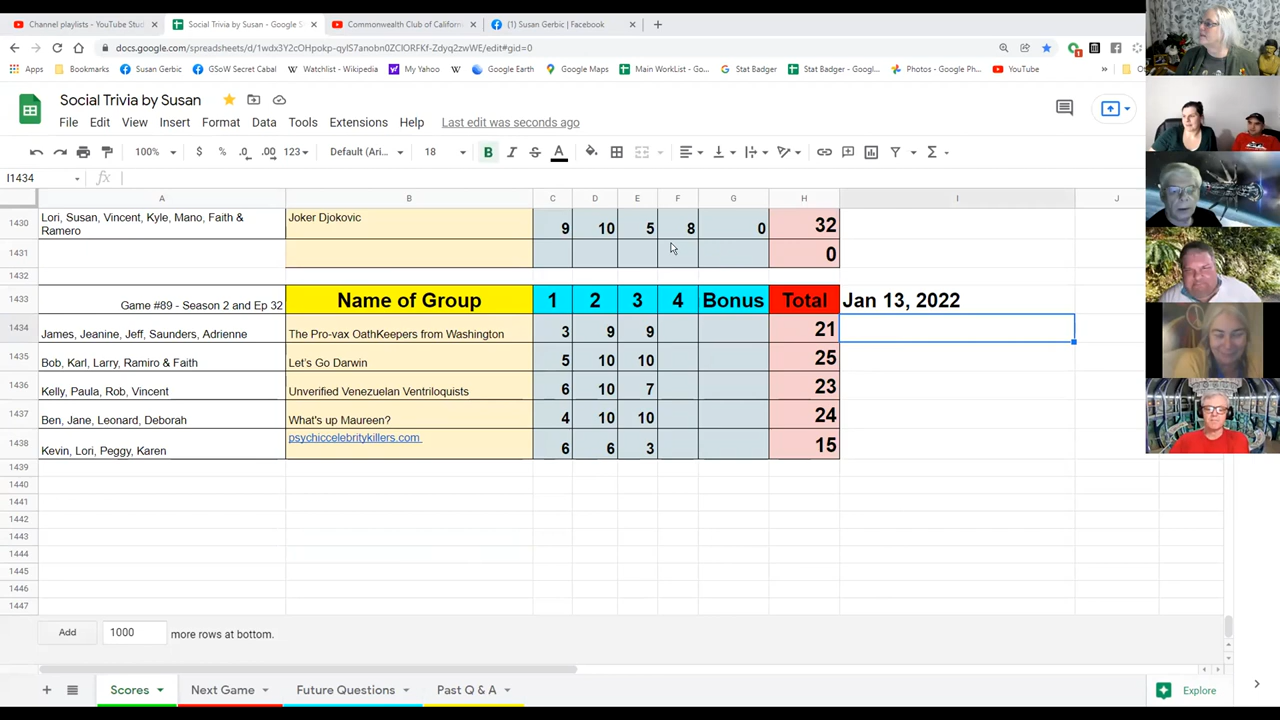 Channel playlists - YouTube Stud
Social Trivia by Susan - Google S
Commonwealth Club of Californi
(1) Susan Gerbic | Facebook
docs.google.com/spreadsheets/d/1wdx3Y2cOHpokp-qyIS7anobn0ZCIORFKf-Zdyq2zwWE/edit#gid=0
Apps
Bookmarks
Susan Gerbic
GSoW Secret Cabal
Watchlist - Wikipedia
My Yahoo
Google Earth
Google Maps
Main WorkList - Go...
Stat Badger
Stat Badger - Googl...
Photos - Google Ph...
YouTube
Social Trivia by Susan
File Edit View Insert Format Data Tools Extensions Help Last edit was seconds ago
100% $ % .0 .00 123 Default (Ari... 18 B I S A
I1434 fx
A B C D E F G H I J
1430 Lori, Susan, Vincent, Kyle, Mano, Faith & Joker Djokovic 9 10 5 8 0 32
Ramero
1431 0
1432
1433 Game #89 - Season 2 and Ep 32 Name of Group 1 2 3 4 Bonus Total Jan 13, 2022
1434 James, Jeanine, Jeff, Saunders, Adrienne The Pro-vax OathKeepers from Washington 3 9 9 21
1435 Bob, Karl, Larry, Ramiro & Faith Let's Go Darwin 5 10 10 25
1436 Kelly, Paula, Rob, Vincent Unverified Venezuelan Ventriloquists 6 10 7 23
1437 Ben, Jane, Leonard, Deborah What's up Maureen? 4 10 10 24
1438 Kevin, Lori, Peggy, Karen psychiccelebritykillers.com 6 6 3 15
1439
1440
1441
1442
1443
1444
1445
1446
1447
Add 1000 more rows at bottom.
Scores Next Game Future Questions Past Q & A Explore